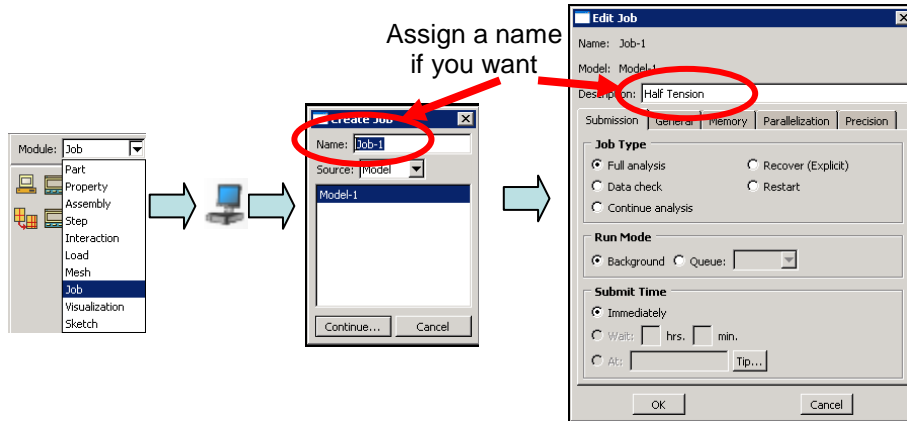 Assign a name
if you want
Module: Job
Part
Property
Assembly
Step
Interaction
Load
Mesh
Job
Visualization
Sketch
Create Job
Name: Job-1
Source: Model
Model-1
Continue... Cancel
Edit Job
Name: Job-1
Model: Model-1
Description: Half Tension
Submission General Memory Parallelization Precision
Job Type
Full analysis Recover (Explicit)
Data check Restart
Continue analysis
Run Mode
Background Queue:
Submit Time
Immediately
Wait: hrs. min.
At: Tip...
OK Cancel